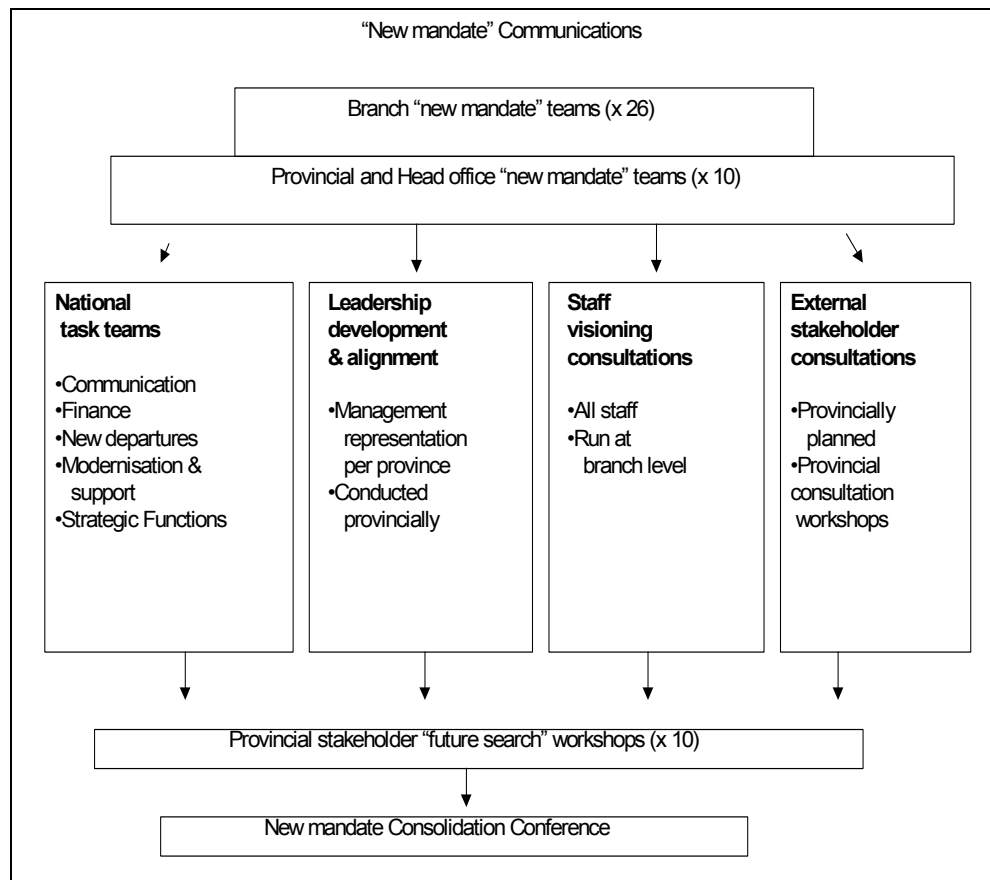 “New mandate” Communications
Branch “new mandate” teams (x 26)
Provincial and Head office “new mandate” teams (x 10)
National
task teams
•Communication
•Finance
•New departures
•Modernisation &
support
•Strategic Functions
Leadership
development
& alignment
•Management
representation
per province
•Conducted
provincially
Staff
visioning
consultations
•All staff
•Run at
branch level
External
stakeholder
consultations
•Provincially
planned
•Provincial
consultation
workshops
Provincial stakeholder “future search” workshops (x 10)
New mandate Consolidation Conference